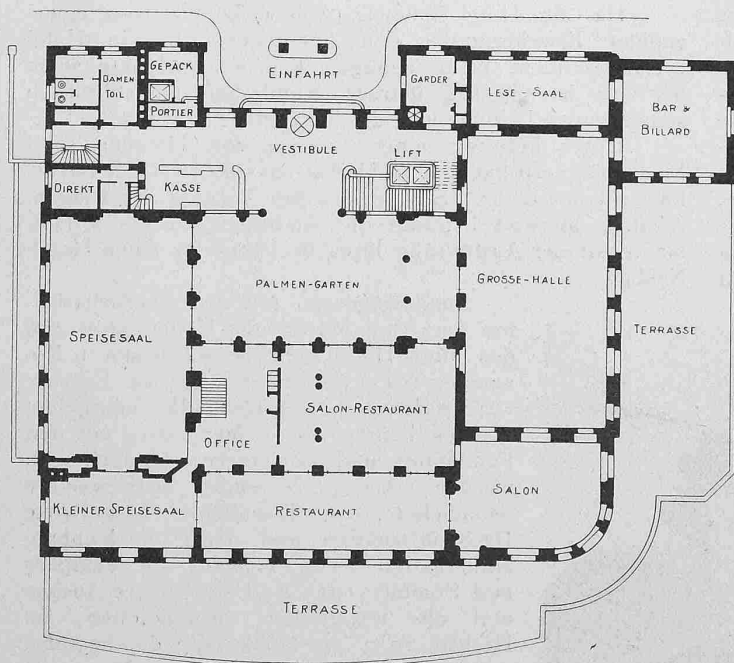 GEPÄCK
DAMEN
TOIL.
EINFAHRT
GARDER
LESE-SAAL
BAR &
BILLARD
PORTIER
VESTIBULE
LIFT
DIREKT
KASSE
PALMEN-GARTEN
GROSSE-HALLE
SPEISESAAL
TERRASSE
SALON-RESTAURANT
OFFICE
KLEINER SPEISESAAL
RESTAURANT
SALON
TERRASSE